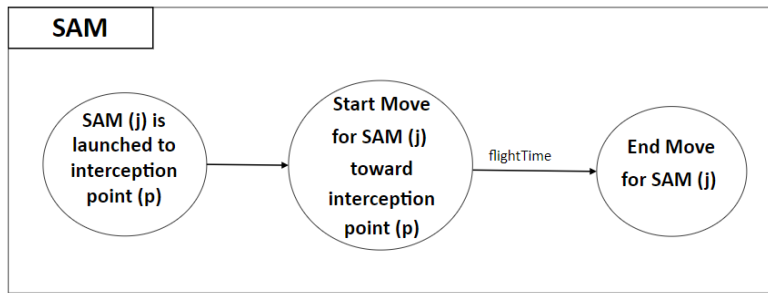 SAM
SAM (j) is
launched to
interception
point (p)
Start Move
for SAM (j)
toward
interception
point (p)
flightTime
End Move
for SAM (j)